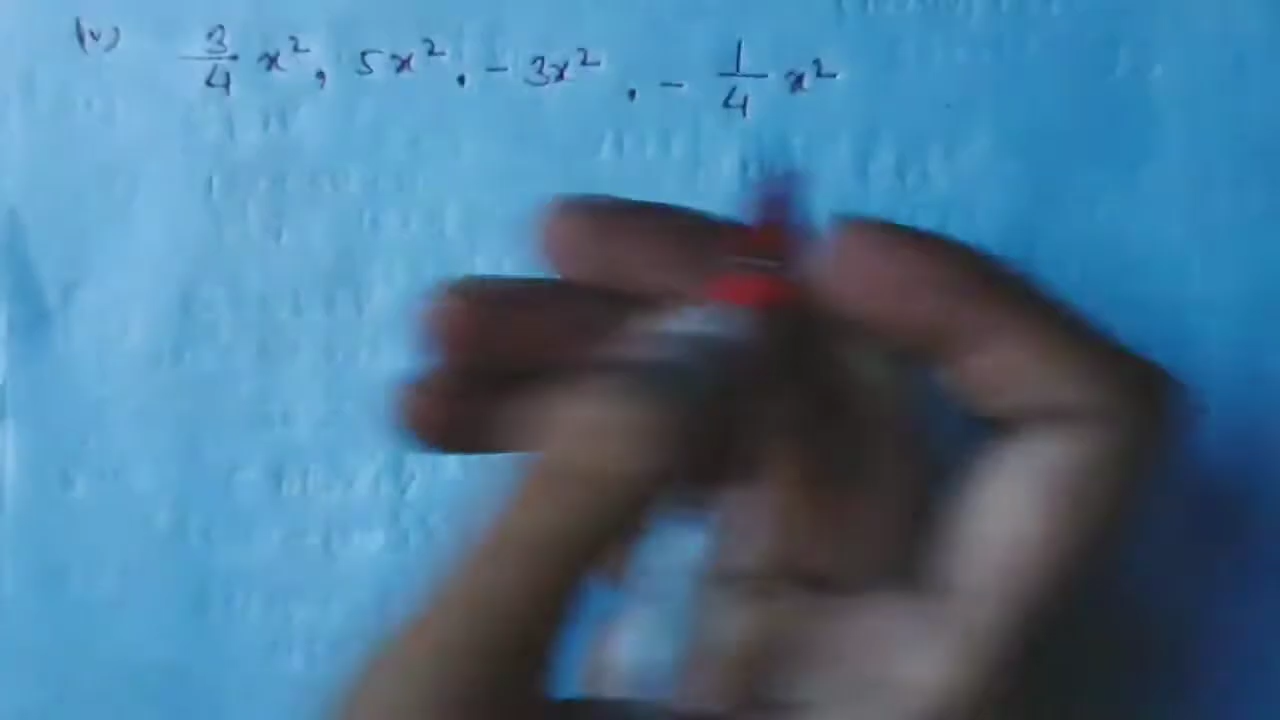 (v) 3/4 x², 5x², -3x², -1/4 x²